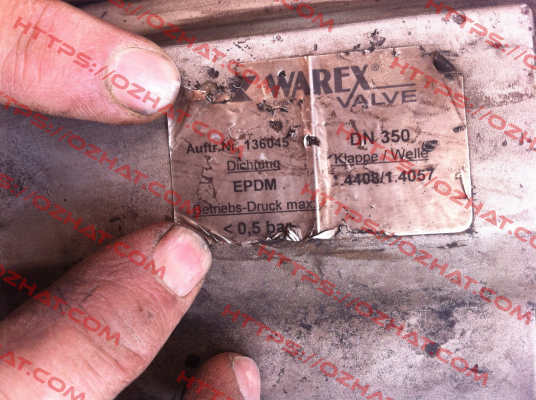 WAREX®
VALVE
Auftr.Nr. 136045
Dichtung
EPDM
Betriebs-Druck max.
< 0,5 bar
DN 350
Klappe / Welle
.4408/1.4057
HTTPS://OZHAT.COM